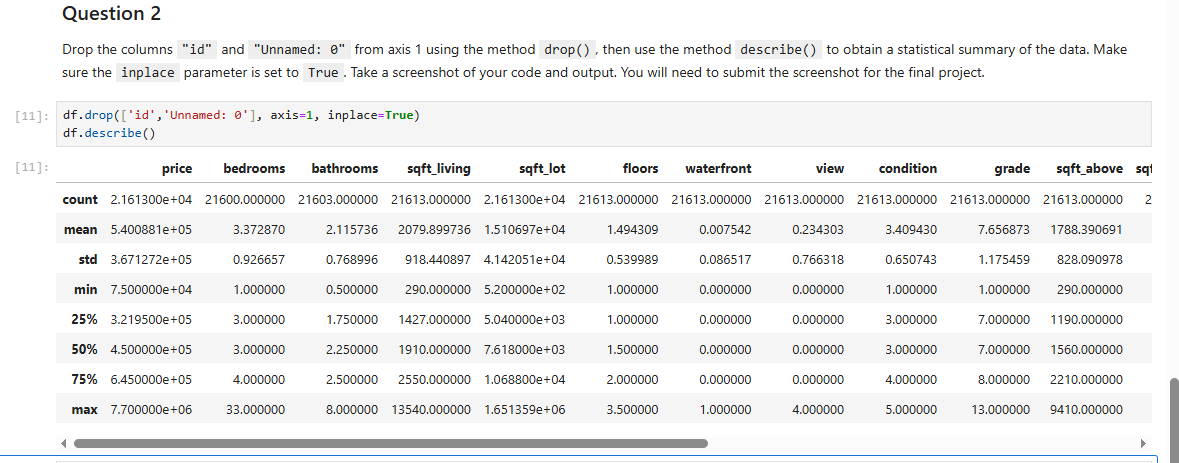 Question 2
Drop the columns "id" and "Unnamed: 0" from axis 1 using the method drop() , then use the method describe() to obtain a statistical summary of the data. Make
sure the inplace parameter is set to True . Take a screenshot of your code and output. You will need to submit the screenshot for the final project.
[11]: df.drop(['id','Unnamed: 0'], axis=1, inplace=True)
df.describe()
[11]: price bedrooms bathrooms sqft_living sqft_lot floors waterfront view condition grade sqft_above sqf
count 2.161300e+04 21600.000000 21603.000000 21613.000000 2.161300e+04 21613.000000 21613.000000 21613.000000 21613.000000 21613.000000 21613.000000 2
mean 5.400881e+05 3.372870 2.115736 2079.899736 1.510697e+04 1.494309 0.007542 0.234303 3.409430 7.656873 1788.390691
std 3.671272e+05 0.926657 0.768996 918.440897 4.142051e+04 0.539989 0.086517 0.766318 0.650743 1.175459 828.090978
min 7.500000e+04 1.000000 0.500000 290.000000 5.200000e+02 1.000000 0.000000 0.000000 1.000000 1.000000 290.000000
25% 3.219500e+05 3.000000 1.750000 1427.000000 5.040000e+03 1.000000 0.000000 0.000000 3.000000 7.000000 1190.000000
50% 4.500000e+05 3.000000 2.250000 1910.000000 7.618000e+03 1.500000 0.000000 0.000000 3.000000 7.000000 1560.000000
75% 6.450000e+05 4.000000 2.500000 2550.000000 1.068800e+04 2.000000 0.000000 0.000000 4.000000 8.000000 2210.000000
max 7.700000e+06 33.000000 8.000000 13540.000000 1.651359e+06 3.500000 1.000000 4.000000 5.000000 13.000000 9410.000000